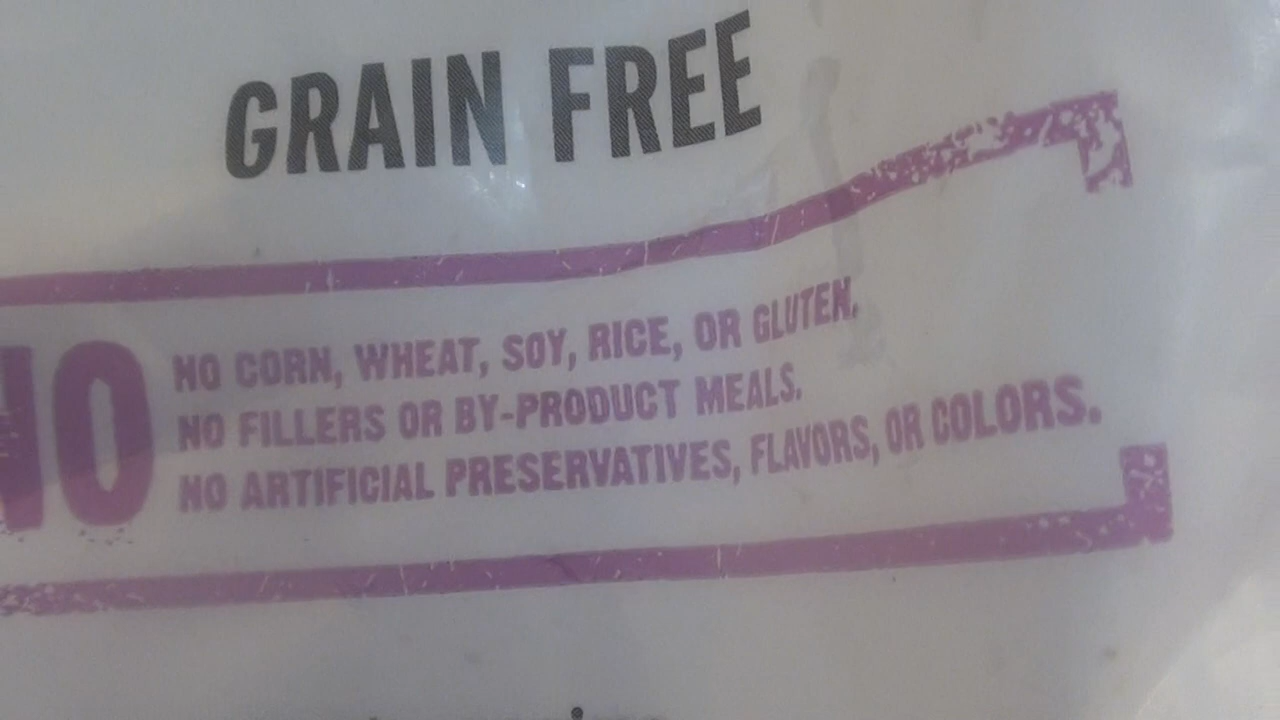 GRAIN FREE
NO
NO CORN, WHEAT, SOY, RICE, OR GLUTEN.
NO FILLERS OR BY-PRODUCT MEALS.
NO ARTIFICIAL PRESERVATIVES, FLAVORS, OR COLORS.